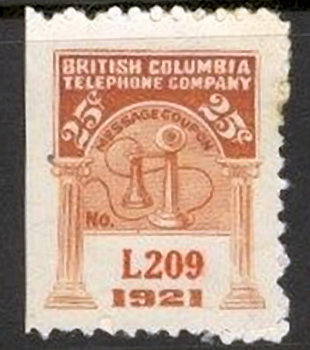 BRITISH COLUMBIA
TELEPHONE COMPANY
25¢ 25¢
MESSAGE COUPON
No.
L209
1921